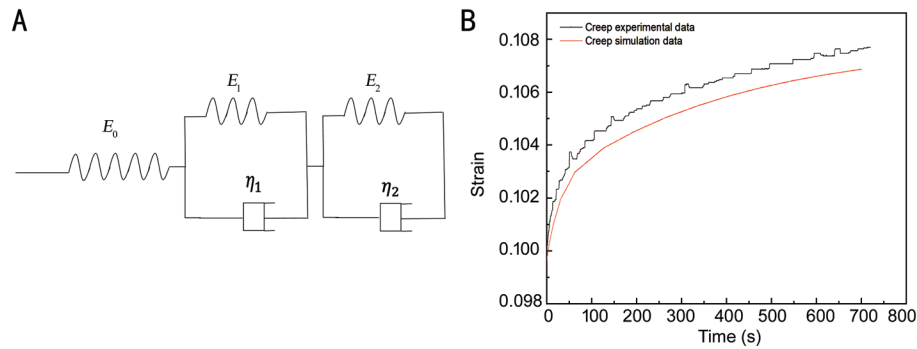 A
E₀
E₁
η₁
E₂
η₂
B
Creep experimental data
Creep simulation data
0.108
0.106
0.104
0.102
0.100
0.098
Strain
0 100 200 300 400 500 600 700 800
Time (s)